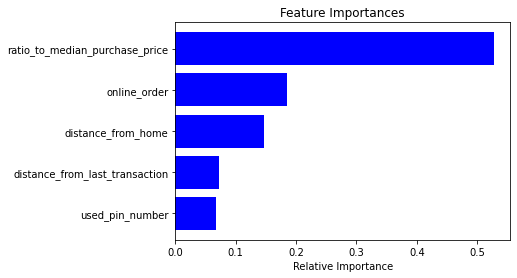 Feature Importances
ratio_to_median_purchase_price
online_order
distance_from_home
distance_from_last_transaction
used_pin_number
0.0 0.1 0.2 0.3 0.4 0.5
Relative Importance